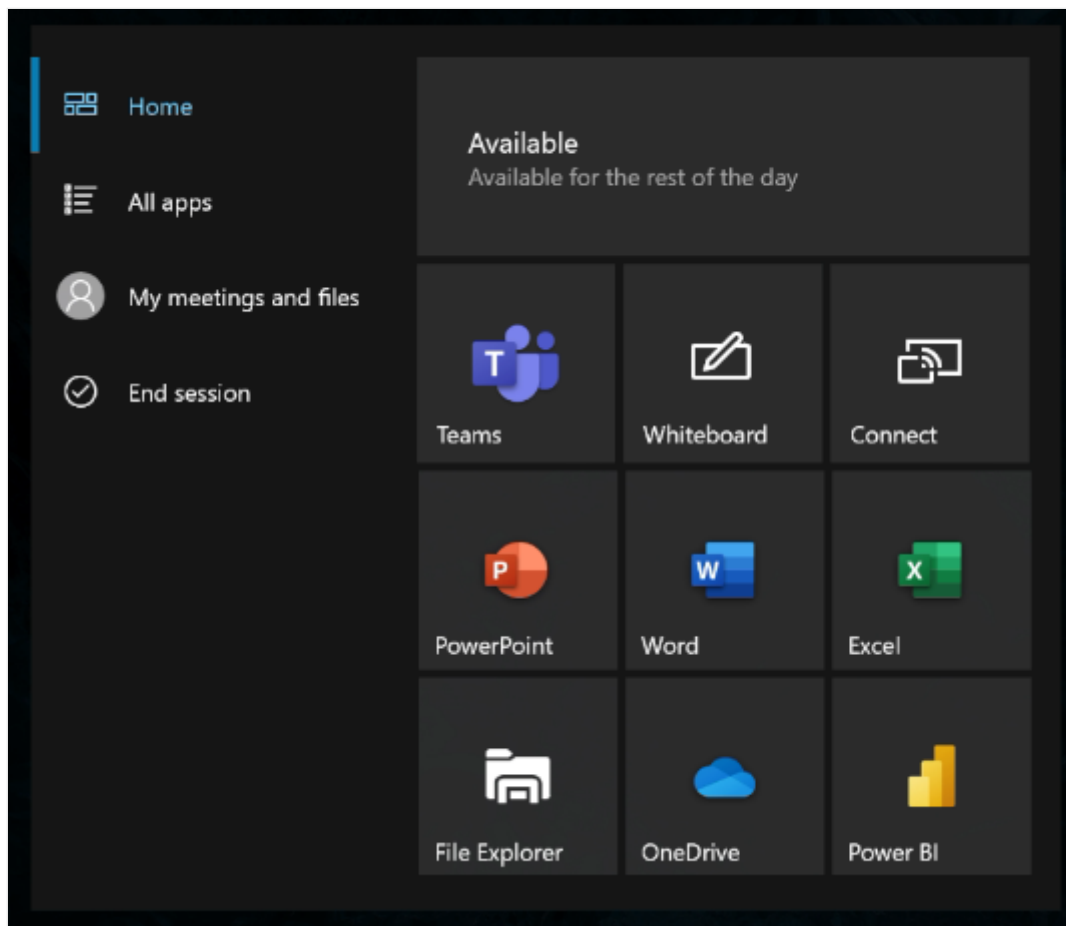 Home
All apps
My meetings and files
End session
Available
Available for the rest of the day
T
Teams
Whiteboard
Connect
P
PowerPoint
W
Word
X
Excel
File Explorer
OneDrive
Power BI